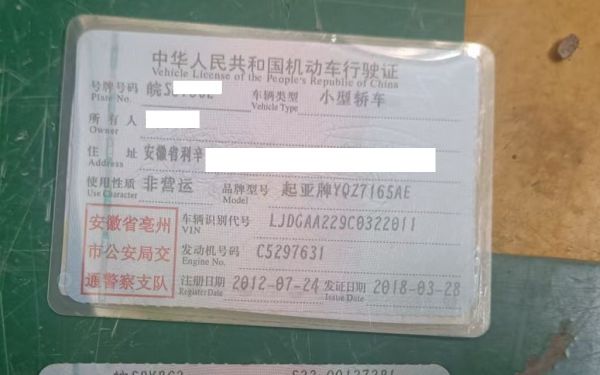 中华人民共和国机动车行驶证
Vehicle License of the People's Republic of China
号牌号码 皖S 车辆类型 小型轿车
Plate No. Vehicle Type
所有人
Owner
住址 安徽省利辛
Address
使用性质 非营运 品牌型号 起亚牌YQZ7165AE
Use Character Model
安徽省亳州 车辆识别代号 LJDGAA229C0322011
VIN
市公安局交 发动机号码 C5297631
Engine No.
通警察支队 注册日期 2012-07-24 发证日期 2018-03-28
Register Date Issue Date